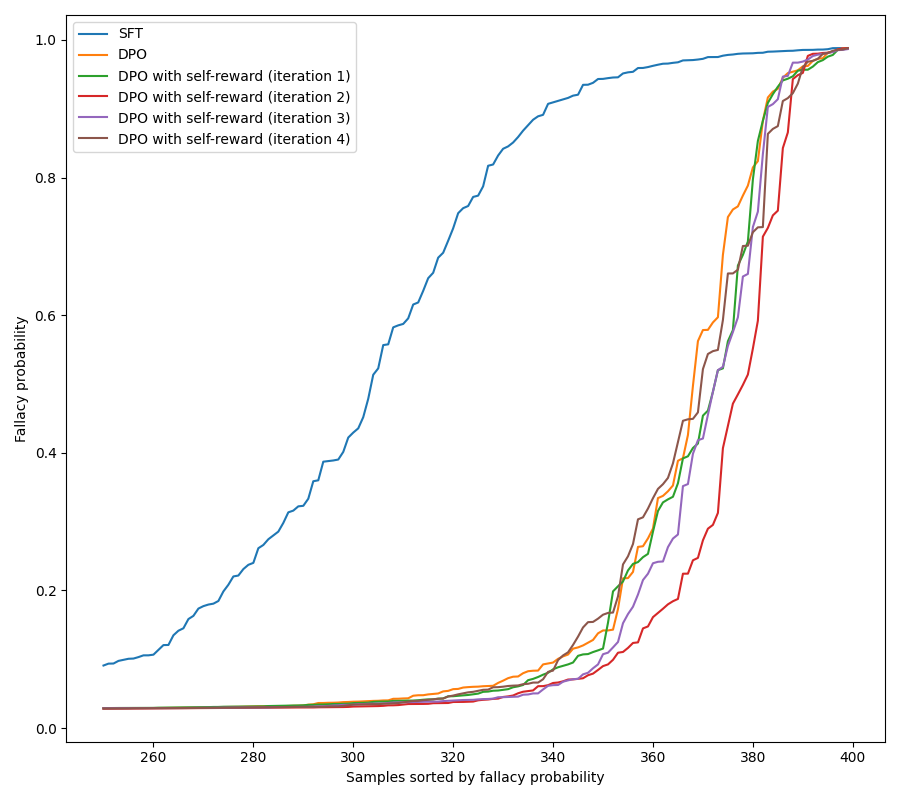 SFT
DPO
DPO with self-reward (iteration 1)
DPO with self-reward (iteration 2)
DPO with self-reward (iteration 3)
DPO with self-reward (iteration 4)
Fallacy probability
1.0
0.8
0.6
0.4
0.2
0.0
260 280 300 320 340 360 380 400
Samples sorted by fallacy probability